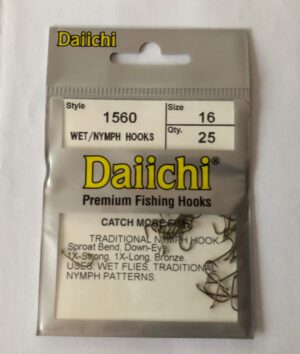 Daiichi
Style
1560
Size
16
WET/NYMPH HOOKS
Qty.
25
Daiichi®
Premium Fishing Hooks
CATCH MORE
TRADITIONAL NYMPH HOOK
Sproat Bend, Down-Eye,
1X-Strong, 1X-Long, Bronze.
USES: WET FLIES, TRADITIONAL
NYMPH PATTERNS.